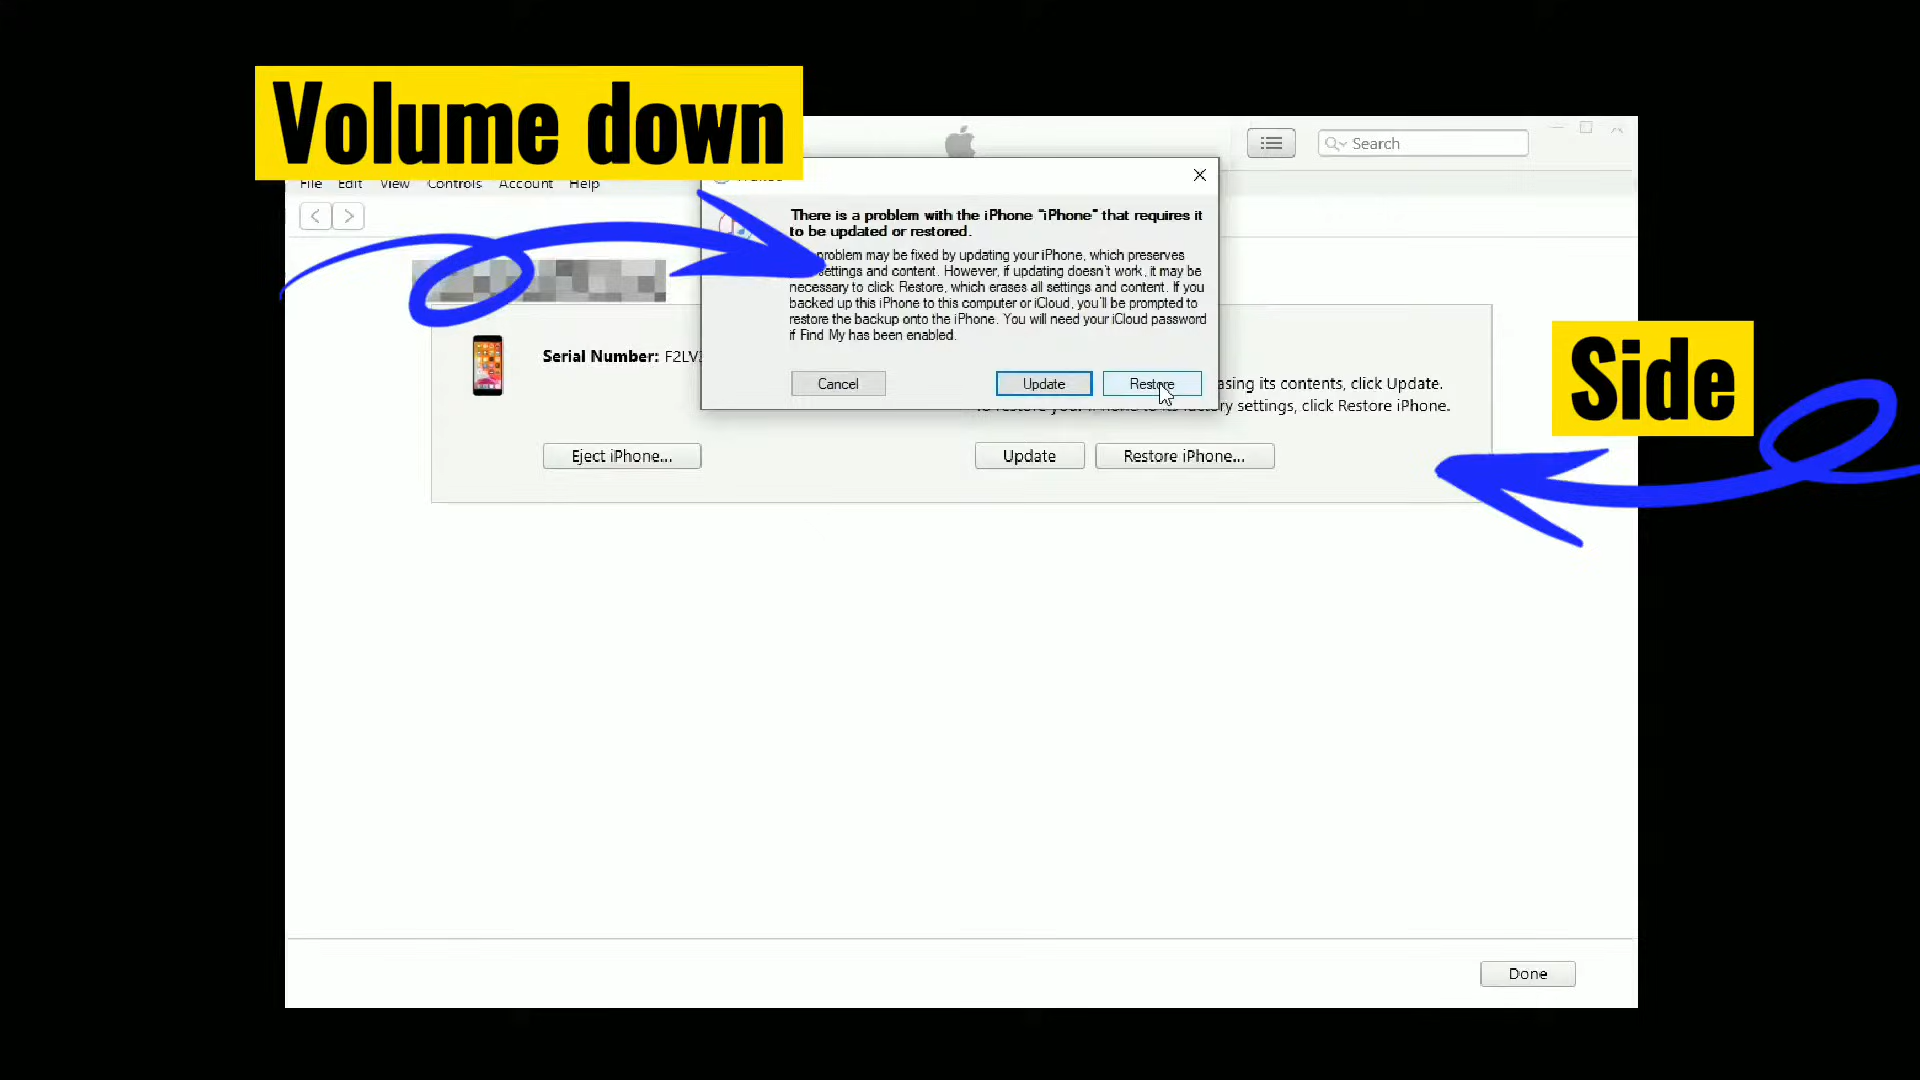 Volume down
Search
File Edit View Controls Account Help
There is a problem with the iPhone "iPhone" that requires it
to be updated or restored.
problem may be fixed by updating your iPhone, which preserves
settings and content. However, if updating doesn't work, it may be
necessary to click Restore, which erases all settings and content. If you
backed up this iPhone to this computer or iCloud, you'll be prompted to
restore the backup onto the iPhone. You will need your iCloud password
if Find My has been enabled.
Side
Serial Number: F2LV
Cancel Update Restore
asing its contents, click Update.
factory settings, click Restore iPhone.
Eject iPhone... Update Restore iPhone...
Done